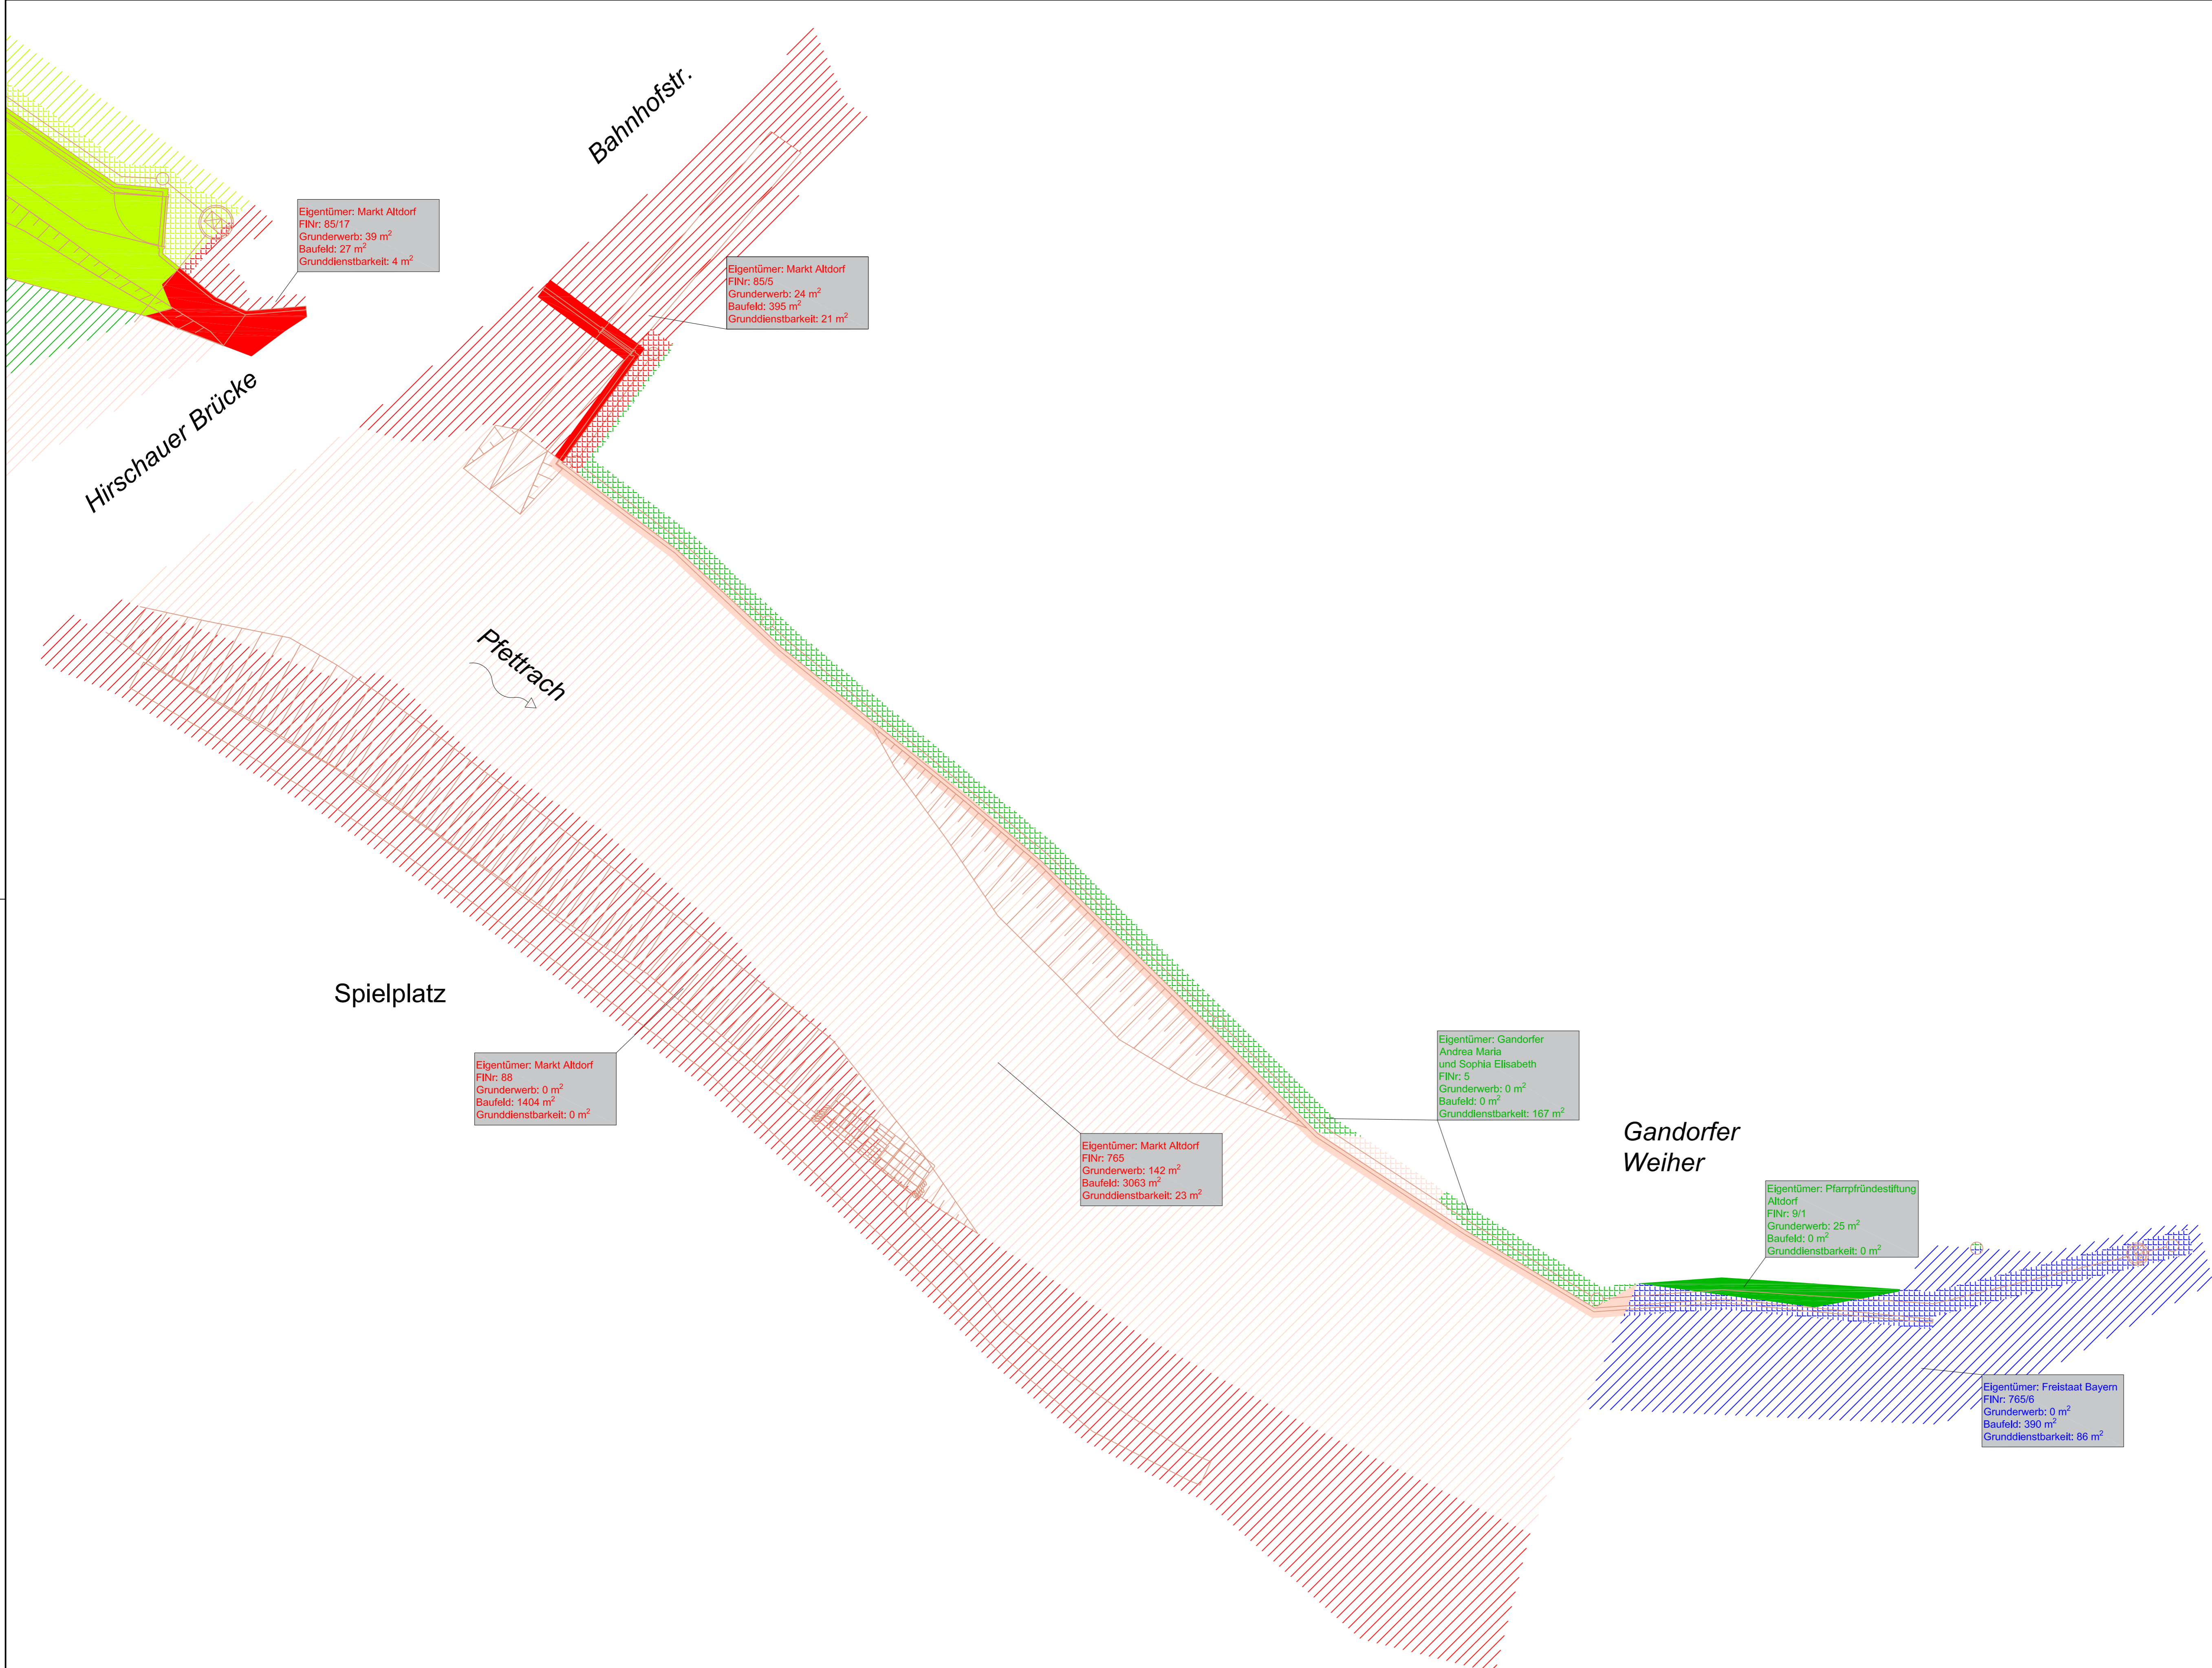 Bahnhofstr.
Eigentümer: Markt Altdorf
FlNr: 85/17
Grunderwerb: 39 m²
Baufeld: 27 m²
Grunddienstbarkeit: 4 m²
Eigentümer: Markt Altdorf
FlNr: 85/5
Grunderwerb: 24 m²
Baufeld: 395 m²
Grunddienstbarkeit: 21 m²
Hirschauer Brücke
Pfettrach
Spielplatz
Eigentümer: Markt Altdorf
FlNr: 88
Grunderwerb: 0 m²
Baufeld: 1404 m²
Grunddienstbarkeit: 0 m²
Eigentümer: Markt Altdorf
FlNr: 765
Grunderwerb: 142 m²
Baufeld: 3063 m²
Grunddienstbarkeit: 23 m²
Eigentümer: Gandorfer
Andrea Maria
und Sophia Elisabeth
FlNr: 5
Grunderwerb: 0 m²
Baufeld: 0 m²
Grunddienstbarkeit: 167 m²
Gandorfer
Weiher
Eigentümer: Pfarrpfründestiftung
Altdorf
FlNr: 9/1
Grunderwerb: 25 m²
Baufeld: 0 m²
Grunddienstbarkeit: 0 m²
Eigentümer: Freistaat Bayern
FlNr: 765/6
Grunderwerb: 0 m²
Baufeld: 390 m²
Grunddienstbarkeit: 86 m²